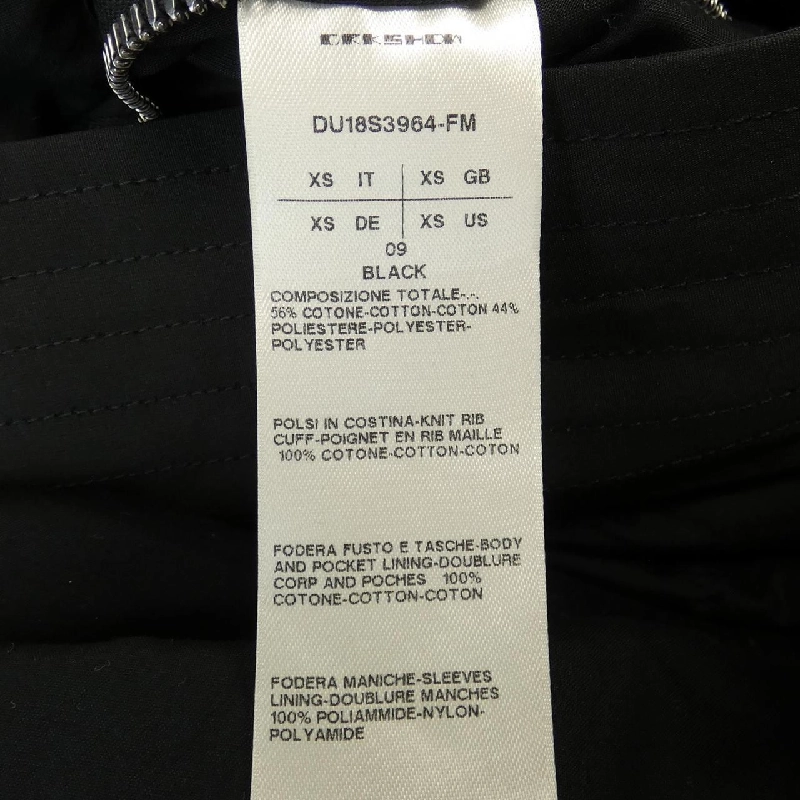 DRKSHDW
DU18S3964-FM
XS IT XS GB
XS DE XS US
09
BLACK
COMPOSIZIONE TOTALE-.-.
56% COTONE-COTTON-COTON 44%
POLIESTERE-POLYESTER-
POLYESTER
POLSI IN COSTINA-KNIT RIB
CUFF-POIGNET EN RIB MAILLE
100% COTONE-COTTON-COTON
FODERA FUSTO E TASCHE-BODY
AND POCKET LINING-DOUBLURE
CORP AND POCHES 100%
COTONE-COTTON-COTON
FODERA MANICHE-SLEEVES
LINING-DOUBLURE MANCHES
100% POLIAMMIDE-NYLON-
POLYAMIDE